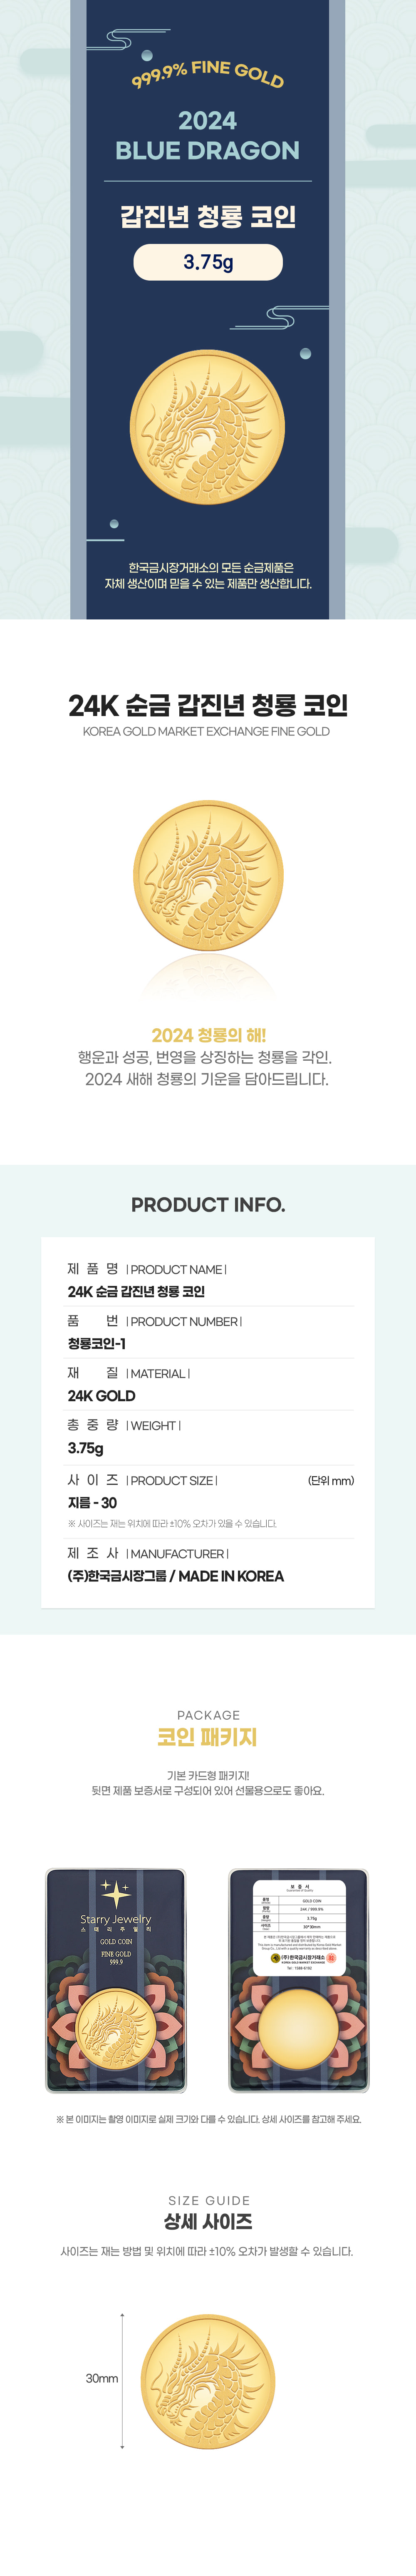 999.9% FINE GOLD
2024
BLUE DRAGON
갑진년 청룡 코인
3.75g
한국금시장거래소의 모든 순금제품은
자체 생산이며 믿을 수 있는 제품만 생산합니다.
24K 순금 갑진년 청룡 코인
KOREA GOLD MARKET EXCHANGE FINE GOLD
2024 청룡의 해!
행운과 성공, 번영을 상징하는 청룡을 각인.
2024 새해 청룡의 기운을 담아드립니다.
PRODUCT INFO.
제 품 명 | PRODUCT NAME |
24K 순금 갑진년 청룡 코인
품 번 | PRODUCT NUMBER |
청룡코인-1
재 질 | MATERIAL |
24K GOLD
총 중 량 | WEIGHT |
3.75g
사 이 즈 | PRODUCT SIZE | (단위 mm)
지름 - 30
※ 사이즈는 재는 위치에 따라 ±10% 오차가 있을 수 있습니다.
제 조 사 | MANUFACTURER |
(주)한국금시장그룹 / MADE IN KOREA
PACKAGE
코인 패키지
기본 카드형 패키지!
뒷면 제품 보증서로 구성되어 있어 선물용으로도 좋아요.
Starry Jewelry
스 태 리 주 얼 리
GOLD COIN
FINE GOLD
999.9
보 증 서
품명 GOLD COIN
재질 24K / 999.9%
중량 3.75g
사이즈 30*30mm
(주)한국금시장거래소
KOREA GOLD MARKET EXCHANGE
Tel : 1588-6192
※ 본 이미지는 촬영 이미지로 실제 크기와 다를 수 있습니다. 상세 사이즈를 참고해 주세요.
SIZE GUIDE
상세 사이즈
사이즈는 재는 방법 및 위치에 따라 ±10% 오차가 발생할 수 있습니다.
30mm